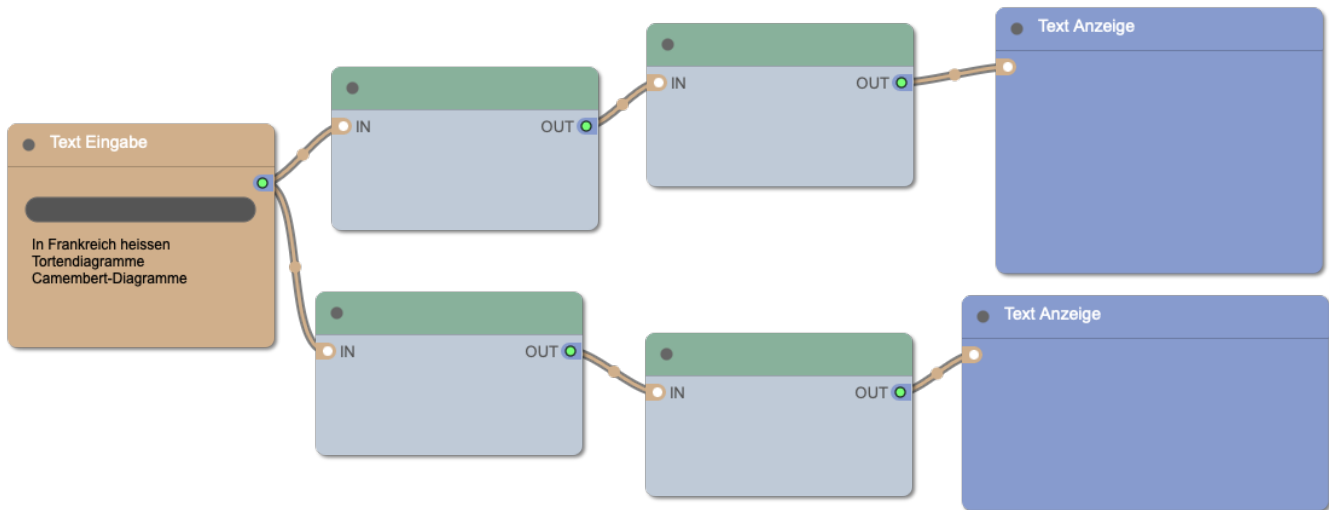 Text Eingabe
In Frankreich heissen
Tortendiagramme
Camembert-Diagramme
IN
OUT
IN
OUT
Text Anzeige
IN
OUT
IN
OUT
Text Anzeige